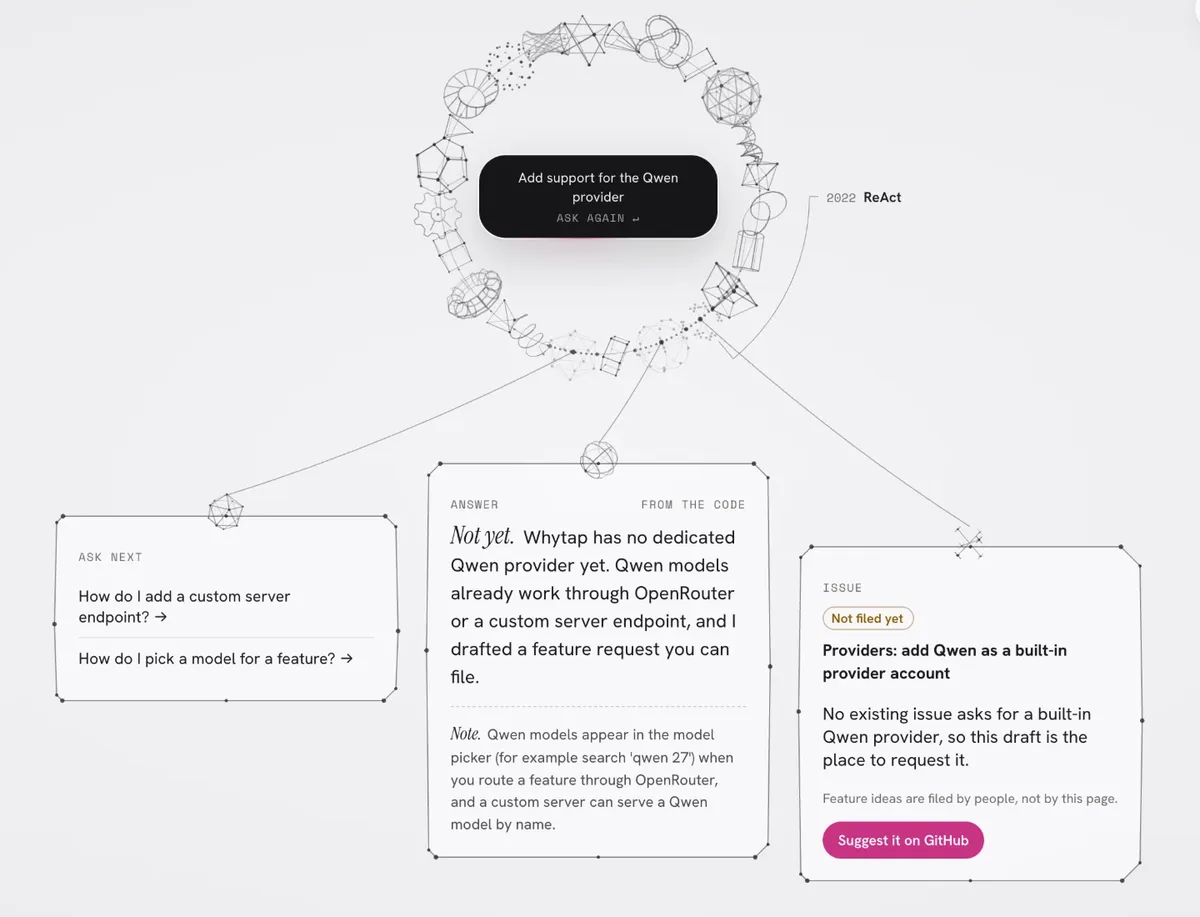 Add support for the Qwen
provider
ASK AGAIN ↵
2022 ReAct
ASK NEXT
How do I add a custom server
endpoint? →
How do I pick a model for a feature? →
ANSWER FROM THE CODE
Not yet. Whytap has no dedicated
Qwen provider yet. Qwen models
already work through OpenRouter
or a custom server endpoint, and I
drafted a feature request you can
file.
Note. Qwen models appear in the model
picker (for example search 'qwen 27') when
you route a feature through OpenRouter,
and a custom server can serve a Qwen
model by name.
ISSUE
Not filed yet
Providers: add Qwen as a built-in
provider account
No existing issue asks for a built-in
Qwen provider, so this draft is the
place to request it.
Feature ideas are filed by people, not by this page.
Suggest it on GitHub